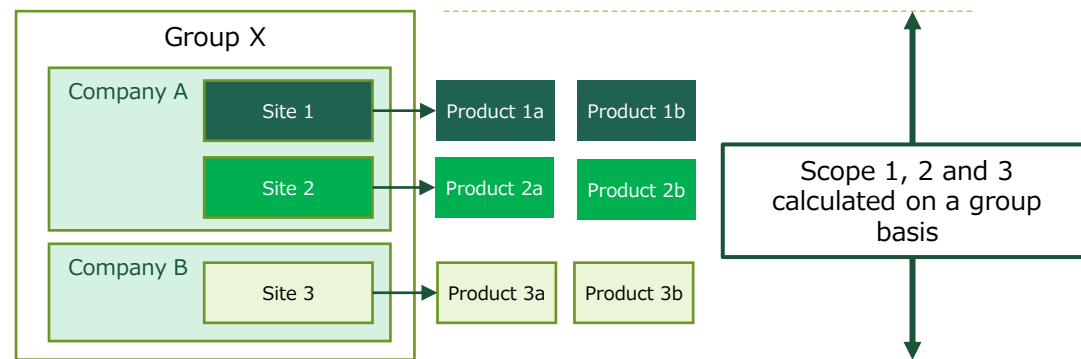 Group X
Company A
Site 1
Product 1a
Product 1b
Site 2
Product 2a
Product 2b
Company B
Site 3
Product 3a
Product 3b
Scope 1, 2 and 3
calculated on a group
basis